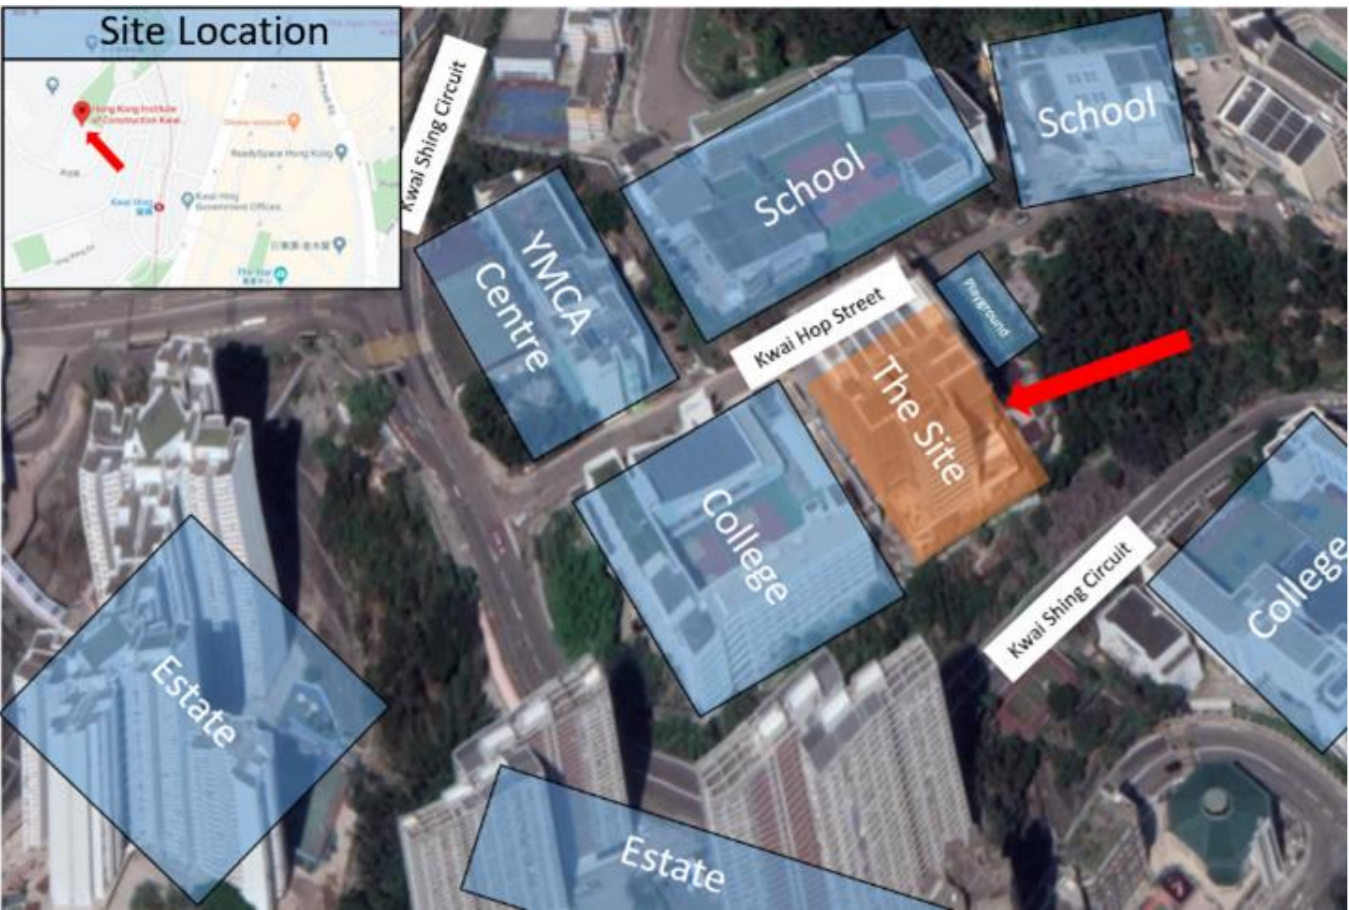 Site Location
Hong Kong Institute
of Construction Kwai...
ReadySpace Hong Kong
Kwai Hing
Kwai Hing
Government Offices
Kwai Shing Circuit
School
School
YMCA
Centre
Playground
Kwai Hop Street
The Site
College
Kwai Shing Circuit
College
Estate
Estate